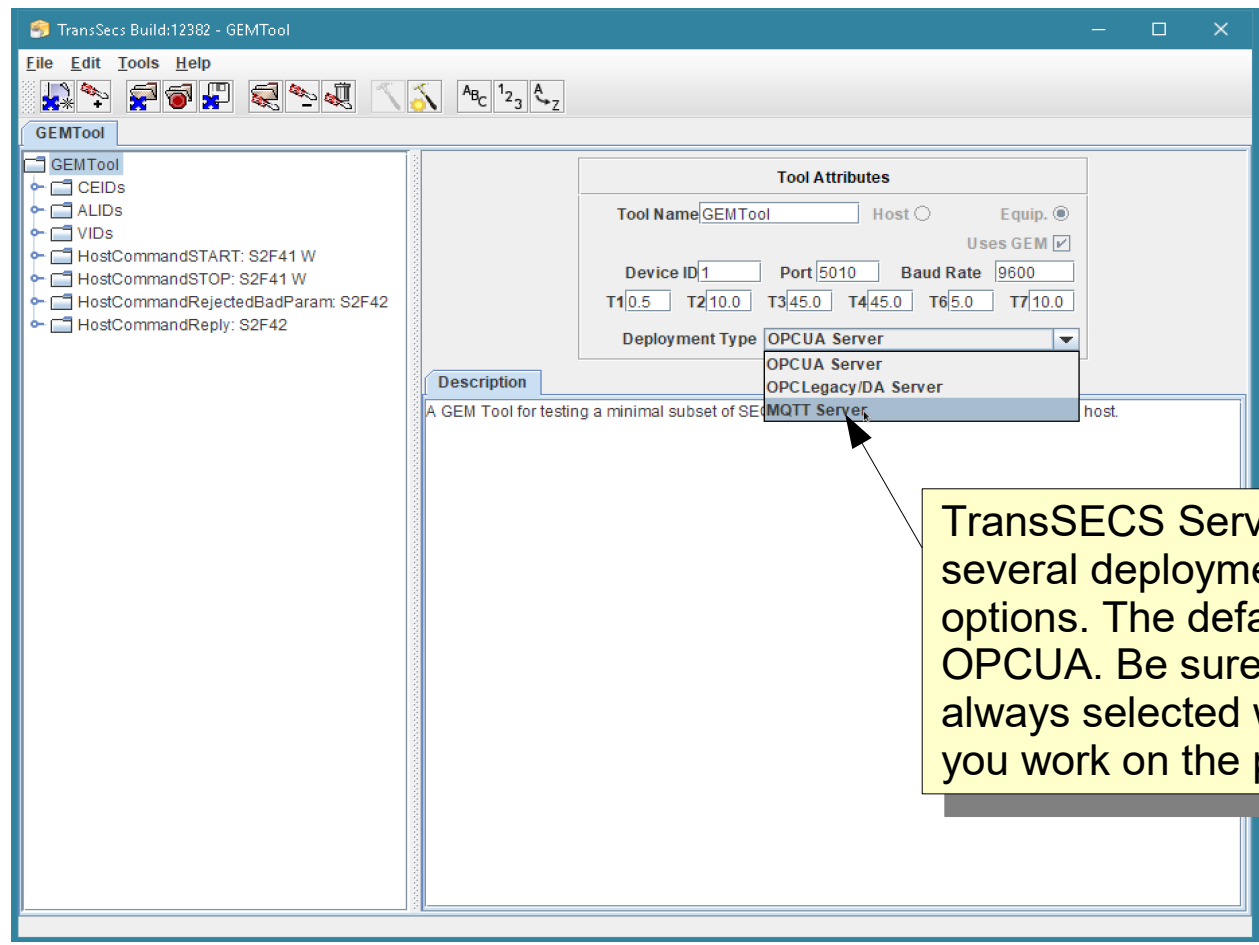 TransSecs Build:12382 - GEMTool
File Edit Tools Help
ABC 123 A Z
GEMTool
GEMTool
CEIDs
ALIDs
VIDs
HostCommandSTART: S2F41 W
HostCommandSTOP: S2F41 W
HostCommandRejectedBadParam: S2F42
HostCommandReply: S2F42
Tool Attributes
Tool Name GEMTool Host Equip.
Uses GEM
Device ID 1 Port 5010 Baud Rate 9600
T1 0.5 T2 10.0 T3 45.0 T4 45.0 T6 5.0 T7 10.0
Deployment Type OPCUA Server
OPCUA Server
OPCLegacy/DA Server
MQTT Server
Description
A GEM Tool for testing a minimal subset of host.
TransSECS
several
options. The
OPCUA. Be sure
always selected
you work on the